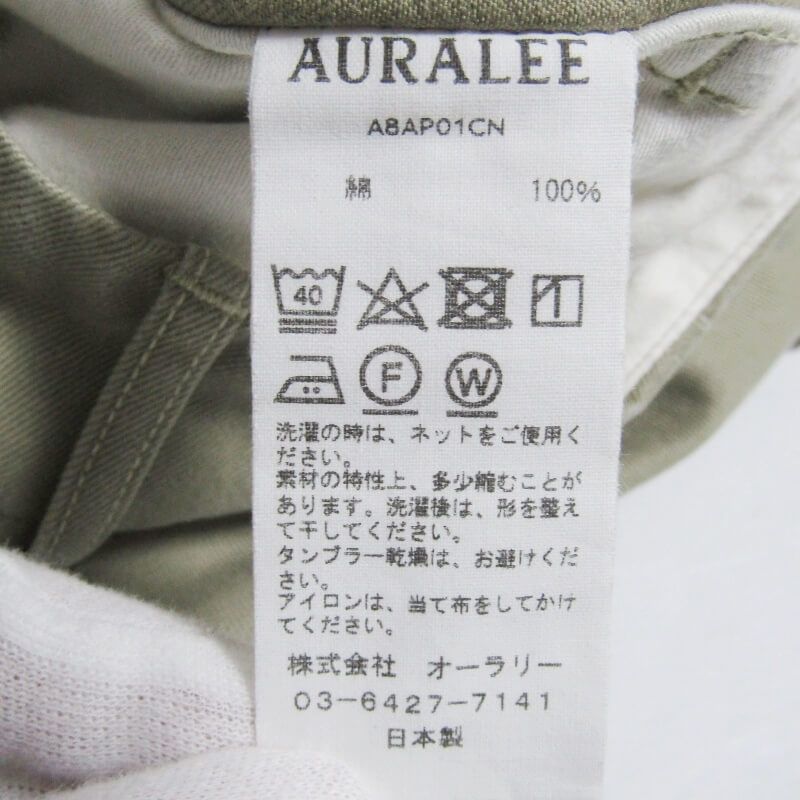 AURALEE
A8AP01CN
綿 100%
40
F W
洗濯の時は、ネットをご使用く
ださい。
素材の特性上、多少縮むことが
あります。洗濯後は、形を整え
て干してください。
タンブラー乾燥は、お避けくだ
さい。
アイロンは、当て布をしてかけ
てください。
株式会社 オーラリー
03-6427-7141
日本製